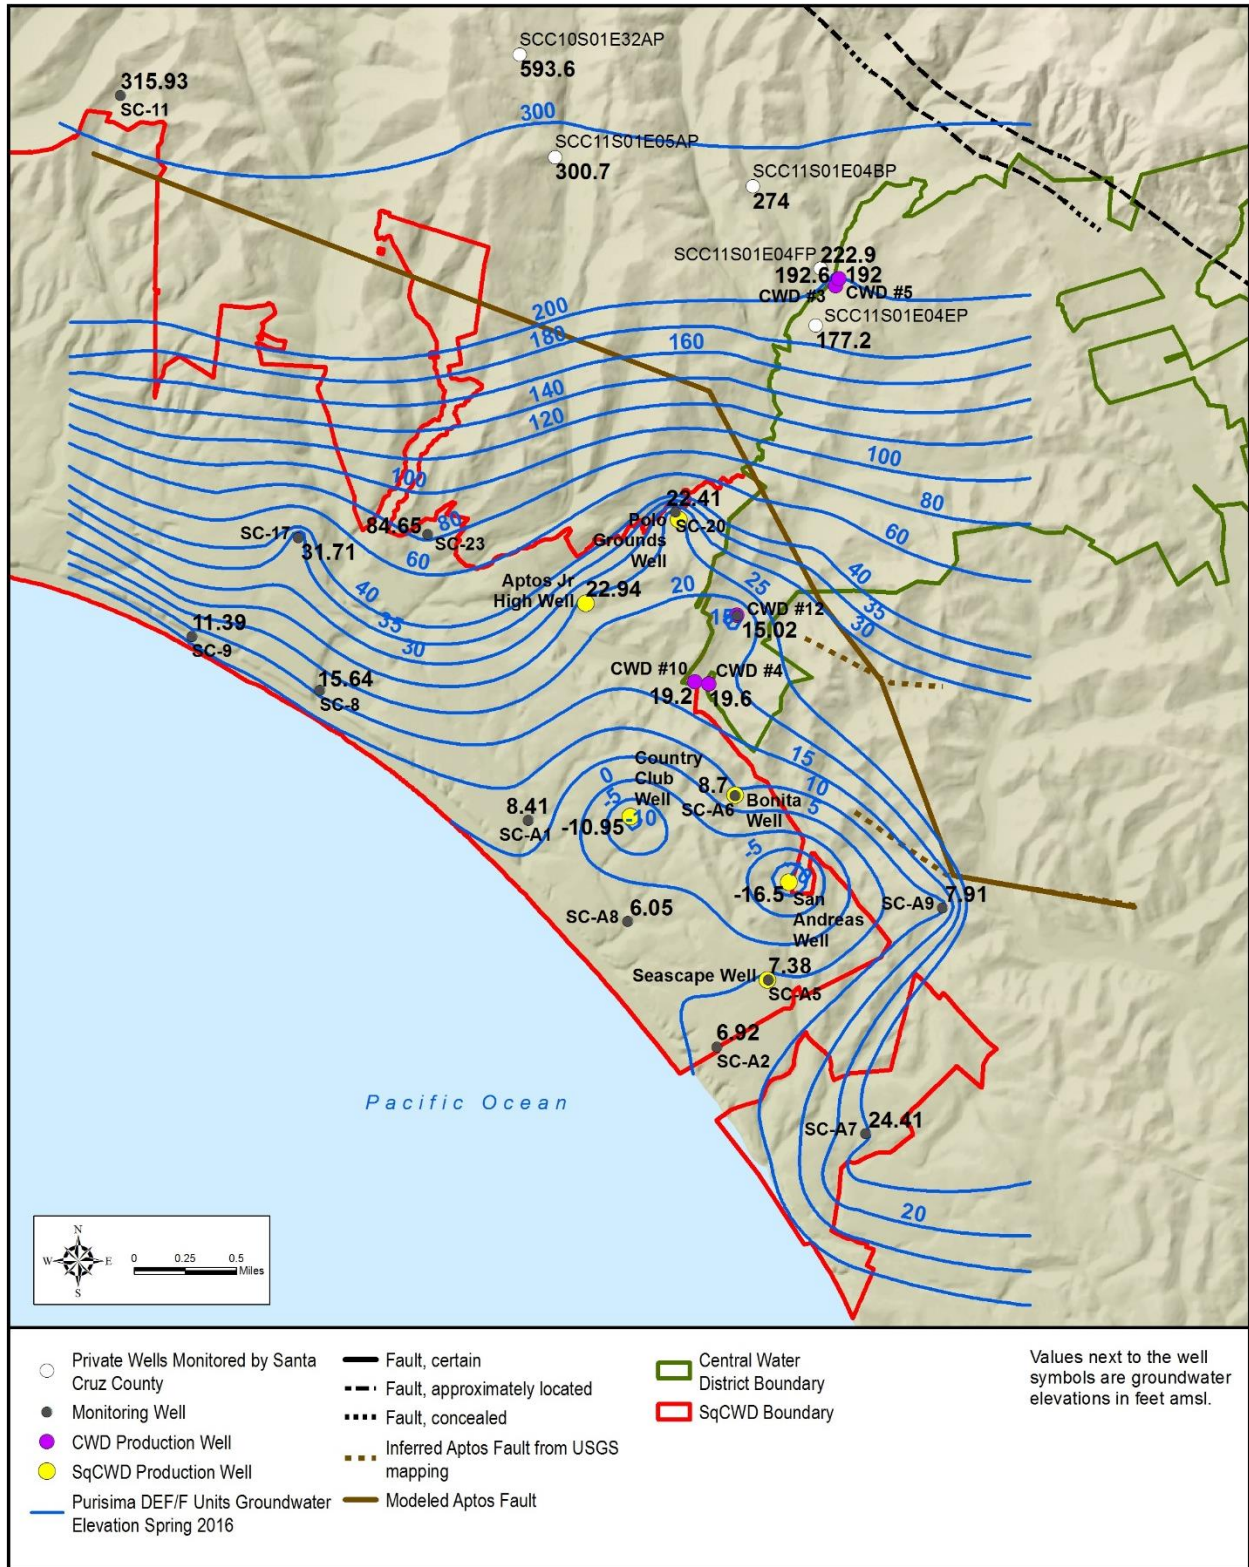 SCC10S01E32AP
593.6
315.93
SC-11
300
SCC11S01E05AP
300.7
SCC11S01E04BP
274
SCC11S01E04FP
222.9
192.6
192
CWD #3
CWD #5
SCC11S01E04EP
177.2
200
180
160
140
120
100
100
80
80
60
60
22.41
SC-20
Polo
Grounds
Well
84.65
SC-23
SC-17
31.71
40
35
30
Aptos Jr
High Well
22.94
20
25
40
35
30
15
CWD #12
15.02
11.39
SC-9
15.64
SC-8
CWD #10
CWD #4
19.2
19.6
15
10
5
Country
Club
Well
0
-5
-10
-10.95
8.7
SC-A6
Bonita
Well
8.41
SC-A1
-5
-10
-16.5
San
Andreas
Well
SC-A9
7.91
SC-A8
6.05
Seascape Well
7.38
SC-A5
6.92
SC-A2
SC-A7
24.41
20
Pacific Ocean
N
W
E
S
0
0.25
0.5
Miles
Private Wells Monitored by Santa
Cruz County
Monitoring Well
CWD Production Well
SqCWD Production Well
Purisima DEF/F Units Groundwater
Elevation Spring 2016
Fault, certain
Fault, approximately located
Fault, concealed
Inferred Aptos Fault from USGS
mapping
Modeled Aptos Fault
Central Water
District Boundary
SqCWD Boundary
Values next to the well
symbols are groundwater
elevations in feet amsl.